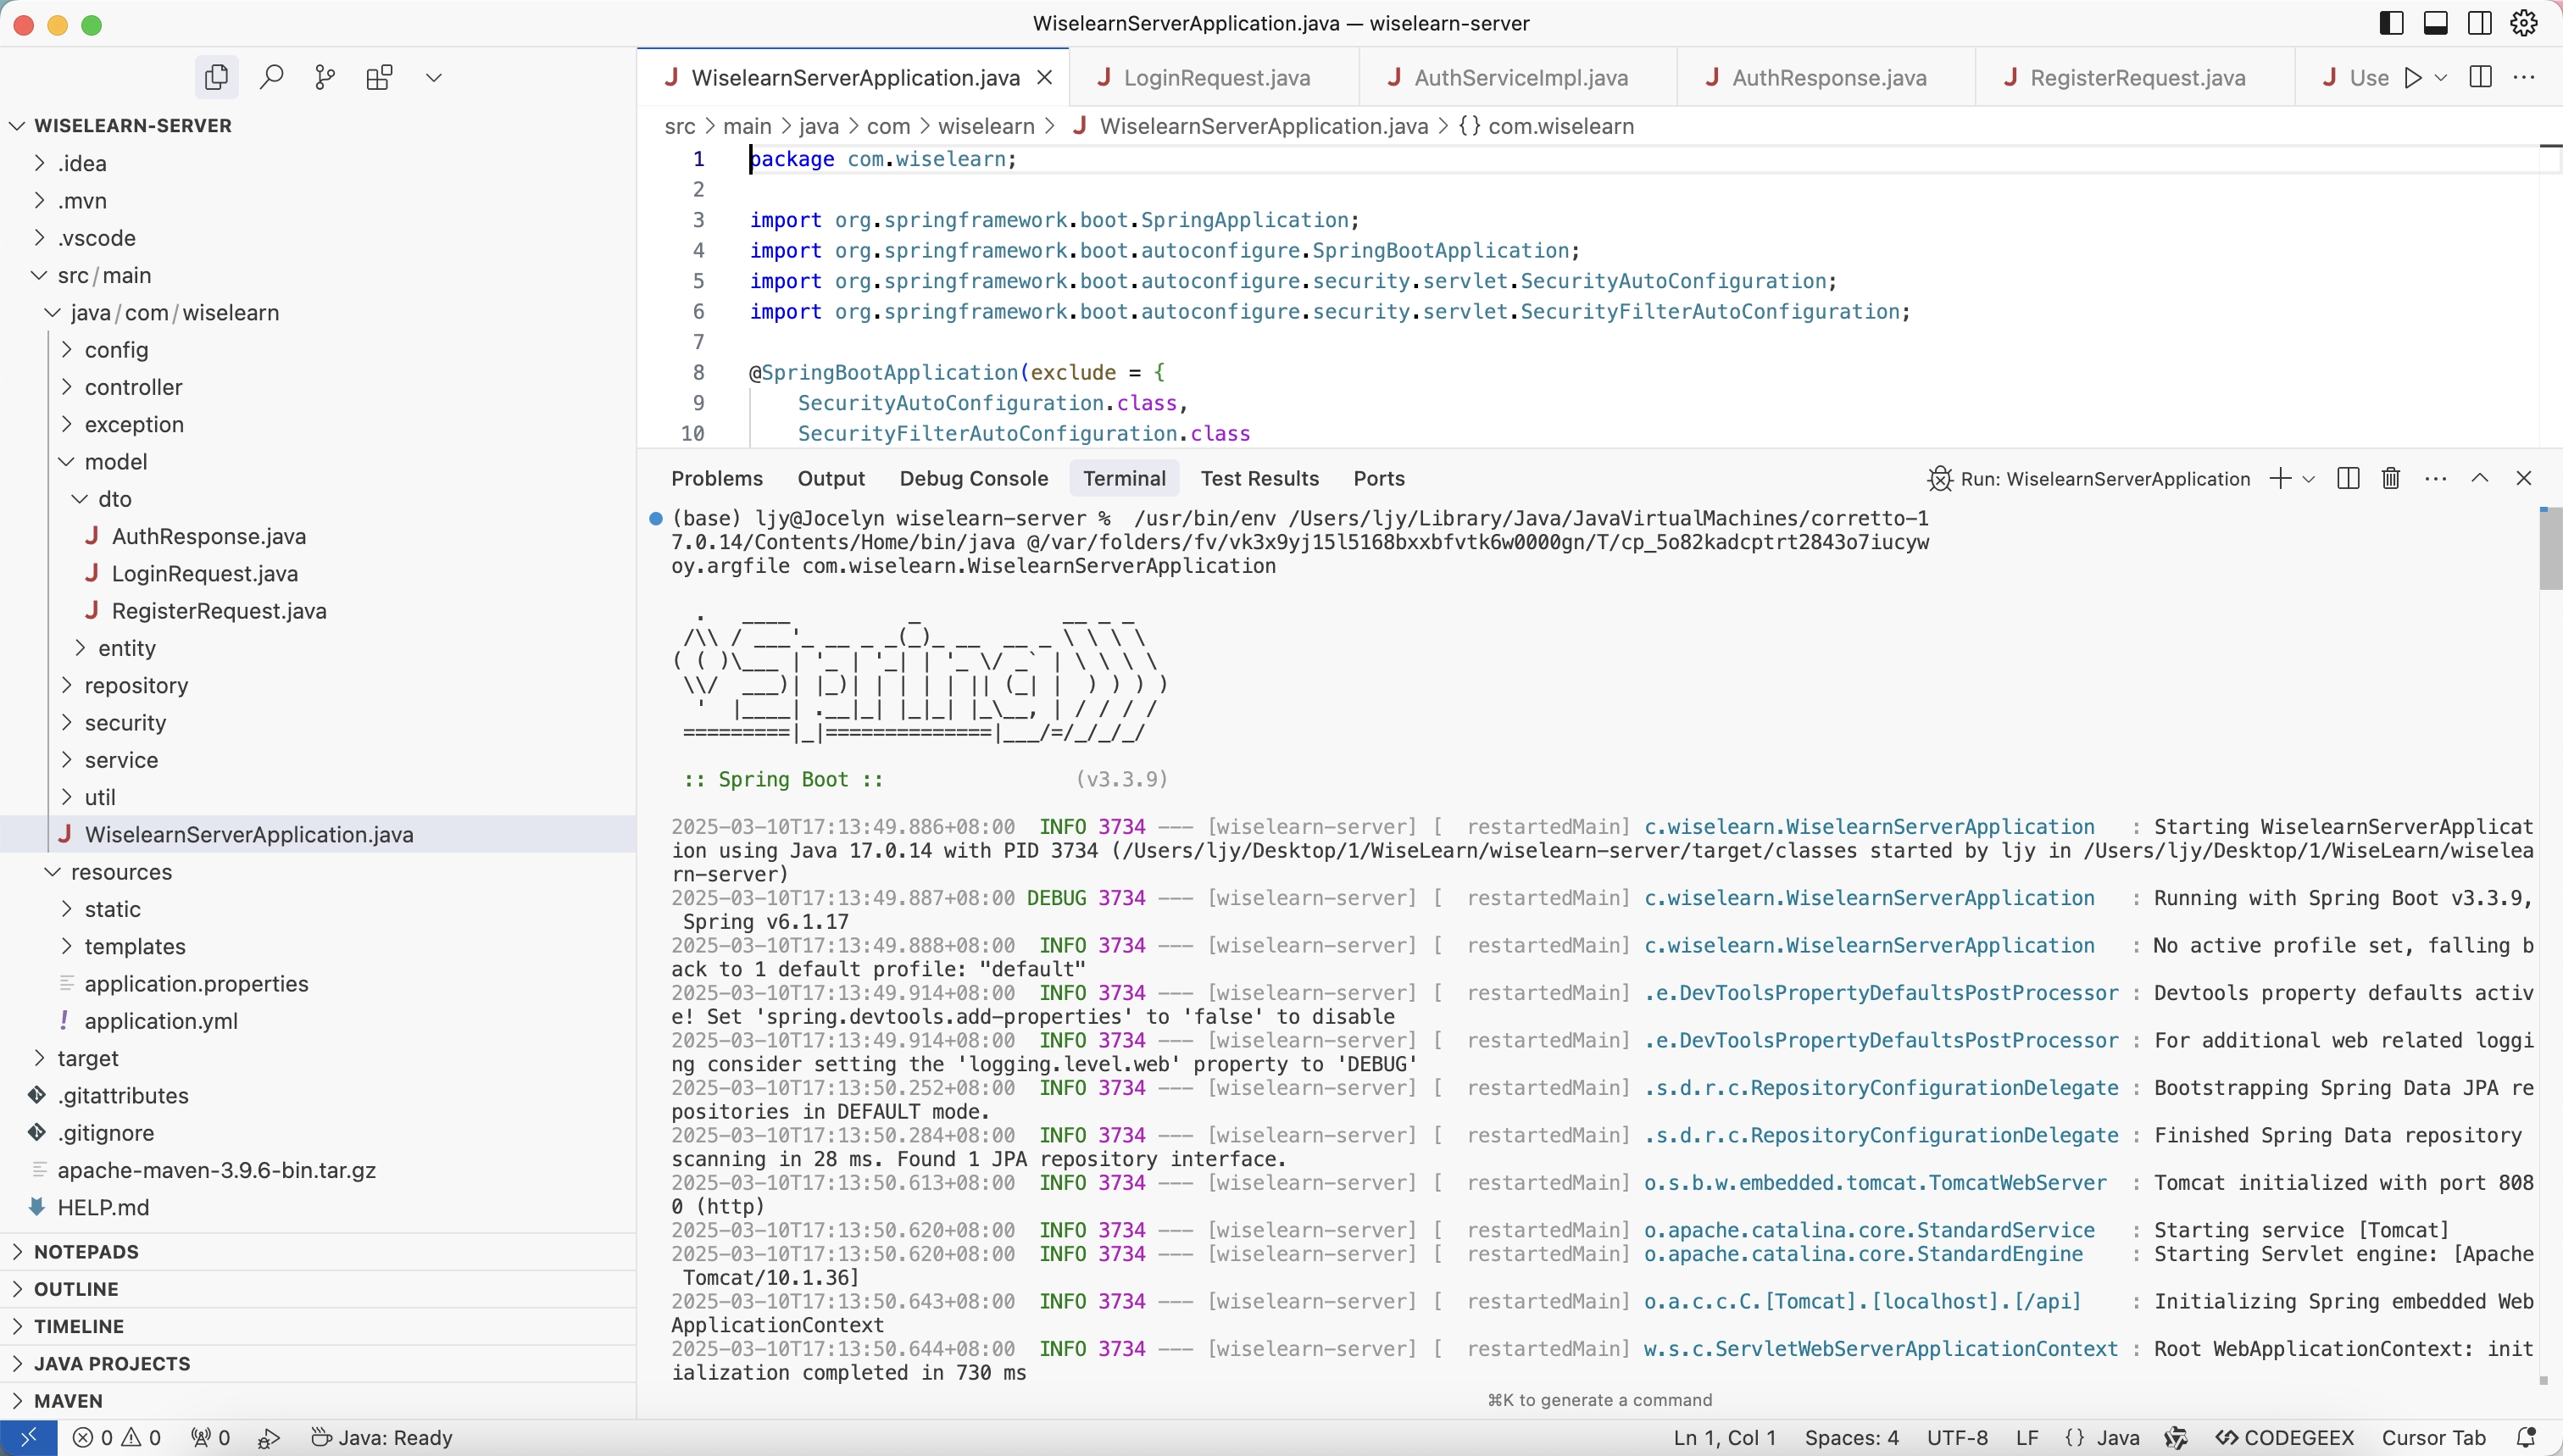 WiselearnServerApplication.java — wiselearn-server
WISELEARN-SERVER
.idea
.mvn
.vscode
src/main
java/com/wiselearn
config
controller
exception
model
dto
AuthResponse.java
LoginRequest.java
RegisterRequest.java
entity
repository
security
service
util
WiselearnServerApplication.java
resources
static
templates
application.properties
application.yml
target
.gitattributes
.gitignore
apache-maven-3.9.6-bin.tar.gz
HELP.md
NOTEPADS
OUTLINE
TIMELINE
JAVA PROJECTS
MAVEN
WiselearnServerApplication.java LoginRequest.java AuthServiceImpl.java AuthResponse.java RegisterRequest.java Use
src > main > java > com > wiselearn > WiselearnServerApplication.java > {} com.wiselearn
1 package com.wiselearn;
2
3 import org.springframework.boot.SpringApplication;
4 import org.springframework.boot.autoconfigure.SpringBootApplication;
5 import org.springframework.boot.autoconfigure.security.servlet.SecurityAutoConfiguration;
6 import org.springframework.boot.autoconfigure.security.servlet.SecurityFilterAutoConfiguration;
7
8 @SpringBootApplication(exclude = {
9 SecurityAutoConfiguration.class,
10 SecurityFilterAutoConfiguration.class
Problems Output Debug Console Terminal Test Results Ports Run: WiselearnServerApplication
(base) ljy@Jocelyn wiselearn-server % /usr/bin/env /Users/ljy/Library/Java/JavaVirtualMachines/corretto-1
7.0.14/Contents/Home/bin/java @/var/folders/fv/vk3x9yj15l5168bxxbfvtk6w0000gn/T/cp_5o82kadcptrt2843o7iucyw
oy.argfile com.wiselearn.WiselearnServerApplication
:: Spring Boot :: (v3.3.9)
2025-03-10T17:13:49.886+08:00 INFO 3734 --- [wiselearn-server] [ restartedMain] c.wiselearn.WiselearnServerApplication : Starting WiselearnServerApplicat
ion using Java 17.0.14 with PID 3734 (/Users/ljy/Desktop/1/WiseLearn/wiselearn-server/target/classes started by ljy in /Users/ljy/Desktop/1/WiseLearn/wiselea
rn-server)
2025-03-10T17:13:49.887+08:00 DEBUG 3734 --- [wiselearn-server] [ restartedMain] c.wiselearn.WiselearnServerApplication : Running with Spring Boot v3.3.9,
Spring v6.1.17
2025-03-10T17:13:49.888+08:00 INFO 3734 --- [wiselearn-server] [ restartedMain] c.wiselearn.WiselearnServerApplication : No active profile set, falling b
ack to 1 default profile: "default"
2025-03-10T17:13:49.914+08:00 INFO 3734 --- [wiselearn-server] [ restartedMain] .e.DevToolsPropertyDefaultsPostProcessor : Devtools property defaults activ
e! Set 'spring.devtools.add-properties' to 'false' to disable
2025-03-10T17:13:49.914+08:00 INFO 3734 --- [wiselearn-server] [ restartedMain] .e.DevToolsPropertyDefaultsPostProcessor : For additional web related loggi
ng consider setting the 'logging.level.web' property to 'DEBUG'
2025-03-10T17:13:50.252+08:00 INFO 3734 --- [wiselearn-server] [ restartedMain] .s.d.r.c.RepositoryConfigurationDelegate : Bootstrapping Spring Data JPA re
positories in DEFAULT mode.
2025-03-10T17:13:50.284+08:00 INFO 3734 --- [wiselearn-server] [ restartedMain] .s.d.r.c.RepositoryConfigurationDelegate : Finished Spring Data repository
scanning in 28 ms. Found 1 JPA repository interface.
2025-03-10T17:13:50.613+08:00 INFO 3734 --- [wiselearn-server] [ restartedMain] o.s.b.w.embedded.tomcat.TomcatWebServer : Tomcat initialized with port 808
0 (http)
2025-03-10T17:13:50.620+08:00 INFO 3734 --- [wiselearn-server] [ restartedMain] o.apache.catalina.core.StandardService : Starting service [Tomcat]
2025-03-10T17:13:50.620+08:00 INFO 3734 --- [wiselearn-server] [ restartedMain] o.apache.catalina.core.StandardEngine : Starting Servlet engine: [Apache
Tomcat/10.1.36]
2025-03-10T17:13:50.643+08:00 INFO 3734 --- [wiselearn-server] [ restartedMain] o.a.c.c.C.[Tomcat].[localhost].[/api] : Initializing Spring embedded Web
ApplicationContext
2025-03-10T17:13:50.644+08:00 INFO 3734 --- [wiselearn-server] [ restartedMain] w.s.c.ServletWebServerApplicationContext : Root WebApplicationContext: init
ialization completed in 730 ms
⌘K to generate a command
0 0 0 Java: Ready Ln 1, Col 1 Spaces: 4 UTF-8 LF {} Java CODEGEEX Cursor Tab